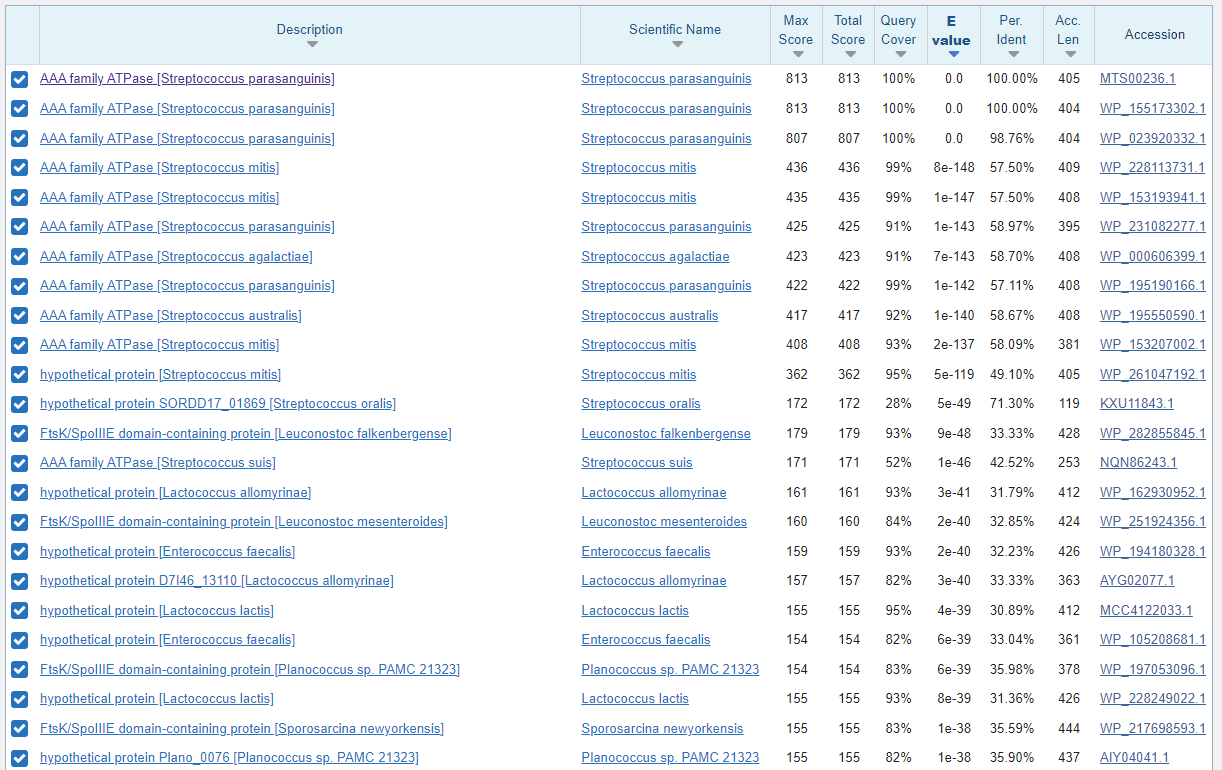 Description Scientific Name Max Score Total Score Query Cover E value Per. Ident Acc. Len Accession
AAA family ATPase [Streptococcus parasanguinis] Streptococcus parasanguinis 813 813 100% 0.0 100.00% 405 MTS00236.1
AAA family ATPase [Streptococcus parasanguinis] Streptococcus parasanguinis 813 813 100% 0.0 100.00% 404 WP_155173302.1
AAA family ATPase [Streptococcus parasanguinis] Streptococcus parasanguinis 807 807 100% 0.0 98.76% 404 WP_023920332.1
AAA family ATPase [Streptococcus mitis] Streptococcus mitis 436 436 99% 8e-148 57.50% 409 WP_228113731.1
AAA family ATPase [Streptococcus mitis] Streptococcus mitis 435 435 99% 1e-147 57.50% 408 WP_153193941.1
AAA family ATPase [Streptococcus parasanguinis] Streptococcus parasanguinis 425 425 91% 1e-143 58.97% 395 WP_231082277.1
AAA family ATPase [Streptococcus agalactiae] Streptococcus agalactiae 423 423 91% 7e-143 58.70% 408 WP_000606399.1
AAA family ATPase [Streptococcus parasanguinis] Streptococcus parasanguinis 422 422 99% 1e-142 57.11% 408 WP_195190166.1
AAA family ATPase [Streptococcus australis] Streptococcus australis 417 417 92% 1e-140 58.67% 408 WP_195550590.1
AAA family ATPase [Streptococcus mitis] Streptococcus mitis 408 408 93% 2e-137 58.09% 381 WP_153207002.1
hypothetical protein [Streptococcus mitis] Streptococcus mitis 362 362 95% 5e-119 49.10% 405 WP_261047192.1
hypothetical protein SORDD17_01869 [Streptococcus oralis] Streptococcus oralis 172 172 28% 5e-49 71.30% 119 KXU11843.1
FtsK/SpoIIIE domain-containing protein [Leuconostoc falkenbergense] Leuconostoc falkenbergense 179 179 93% 9e-48 33.33% 428 WP_282855845.1
AAA family ATPase [Streptococcus suis] Streptococcus suis 171 171 52% 1e-46 42.52% 253 NQN86243.1
hypothetical protein [Lactococcus allomyrinae] Lactococcus allomyrinae 161 161 93% 3e-41 31.79% 412 WP_162930952.1
FtsK/SpoIIIE domain-containing protein [Leuconostoc mesenteroides] Leuconostoc mesenteroides 160 160 84% 2e-40 32.85% 424 WP_251924356.1
hypothetical protein [Enterococcus faecalis] Enterococcus faecalis 159 159 93% 2e-40 32.23% 426 WP_194180328.1
hypothetical protein D7I46_13110 [Lactococcus allomyrinae] Lactococcus allomyrinae 157 157 82% 3e-40 33.33% 363 AYG02077.1
hypothetical protein [Lactococcus lactis] Lactococcus lactis 155 155 95% 4e-39 30.89% 412 MCC4122033.1
hypothetical protein [Enterococcus faecalis] Enterococcus faecalis 154 154 82% 6e-39 33.04% 361 WP_105208681.1
FtsK/SpoIIIE domain-containing protein [Planococcus sp. PAMC 21323] Planococcus sp. PAMC 21323 154 154 83% 6e-39 35.98% 378 WP_197053096.1
hypothetical protein [Lactococcus lactis] Lactococcus lactis 155 155 93% 8e-39 31.36% 426 WP_228249022.1
FtsK/SpoIIIE domain-containing protein [Sporosarcina newyorkensis] Sporosarcina newyorkensis 155 155 83% 1e-38 35.59% 444 WP_217698593.1
hypothetical protein Plano_0076 [Planococcus sp. PAMC 21323] Planococcus sp. PAMC 21323 155 155 82% 1e-38 35.90% 437 AIY04041.1